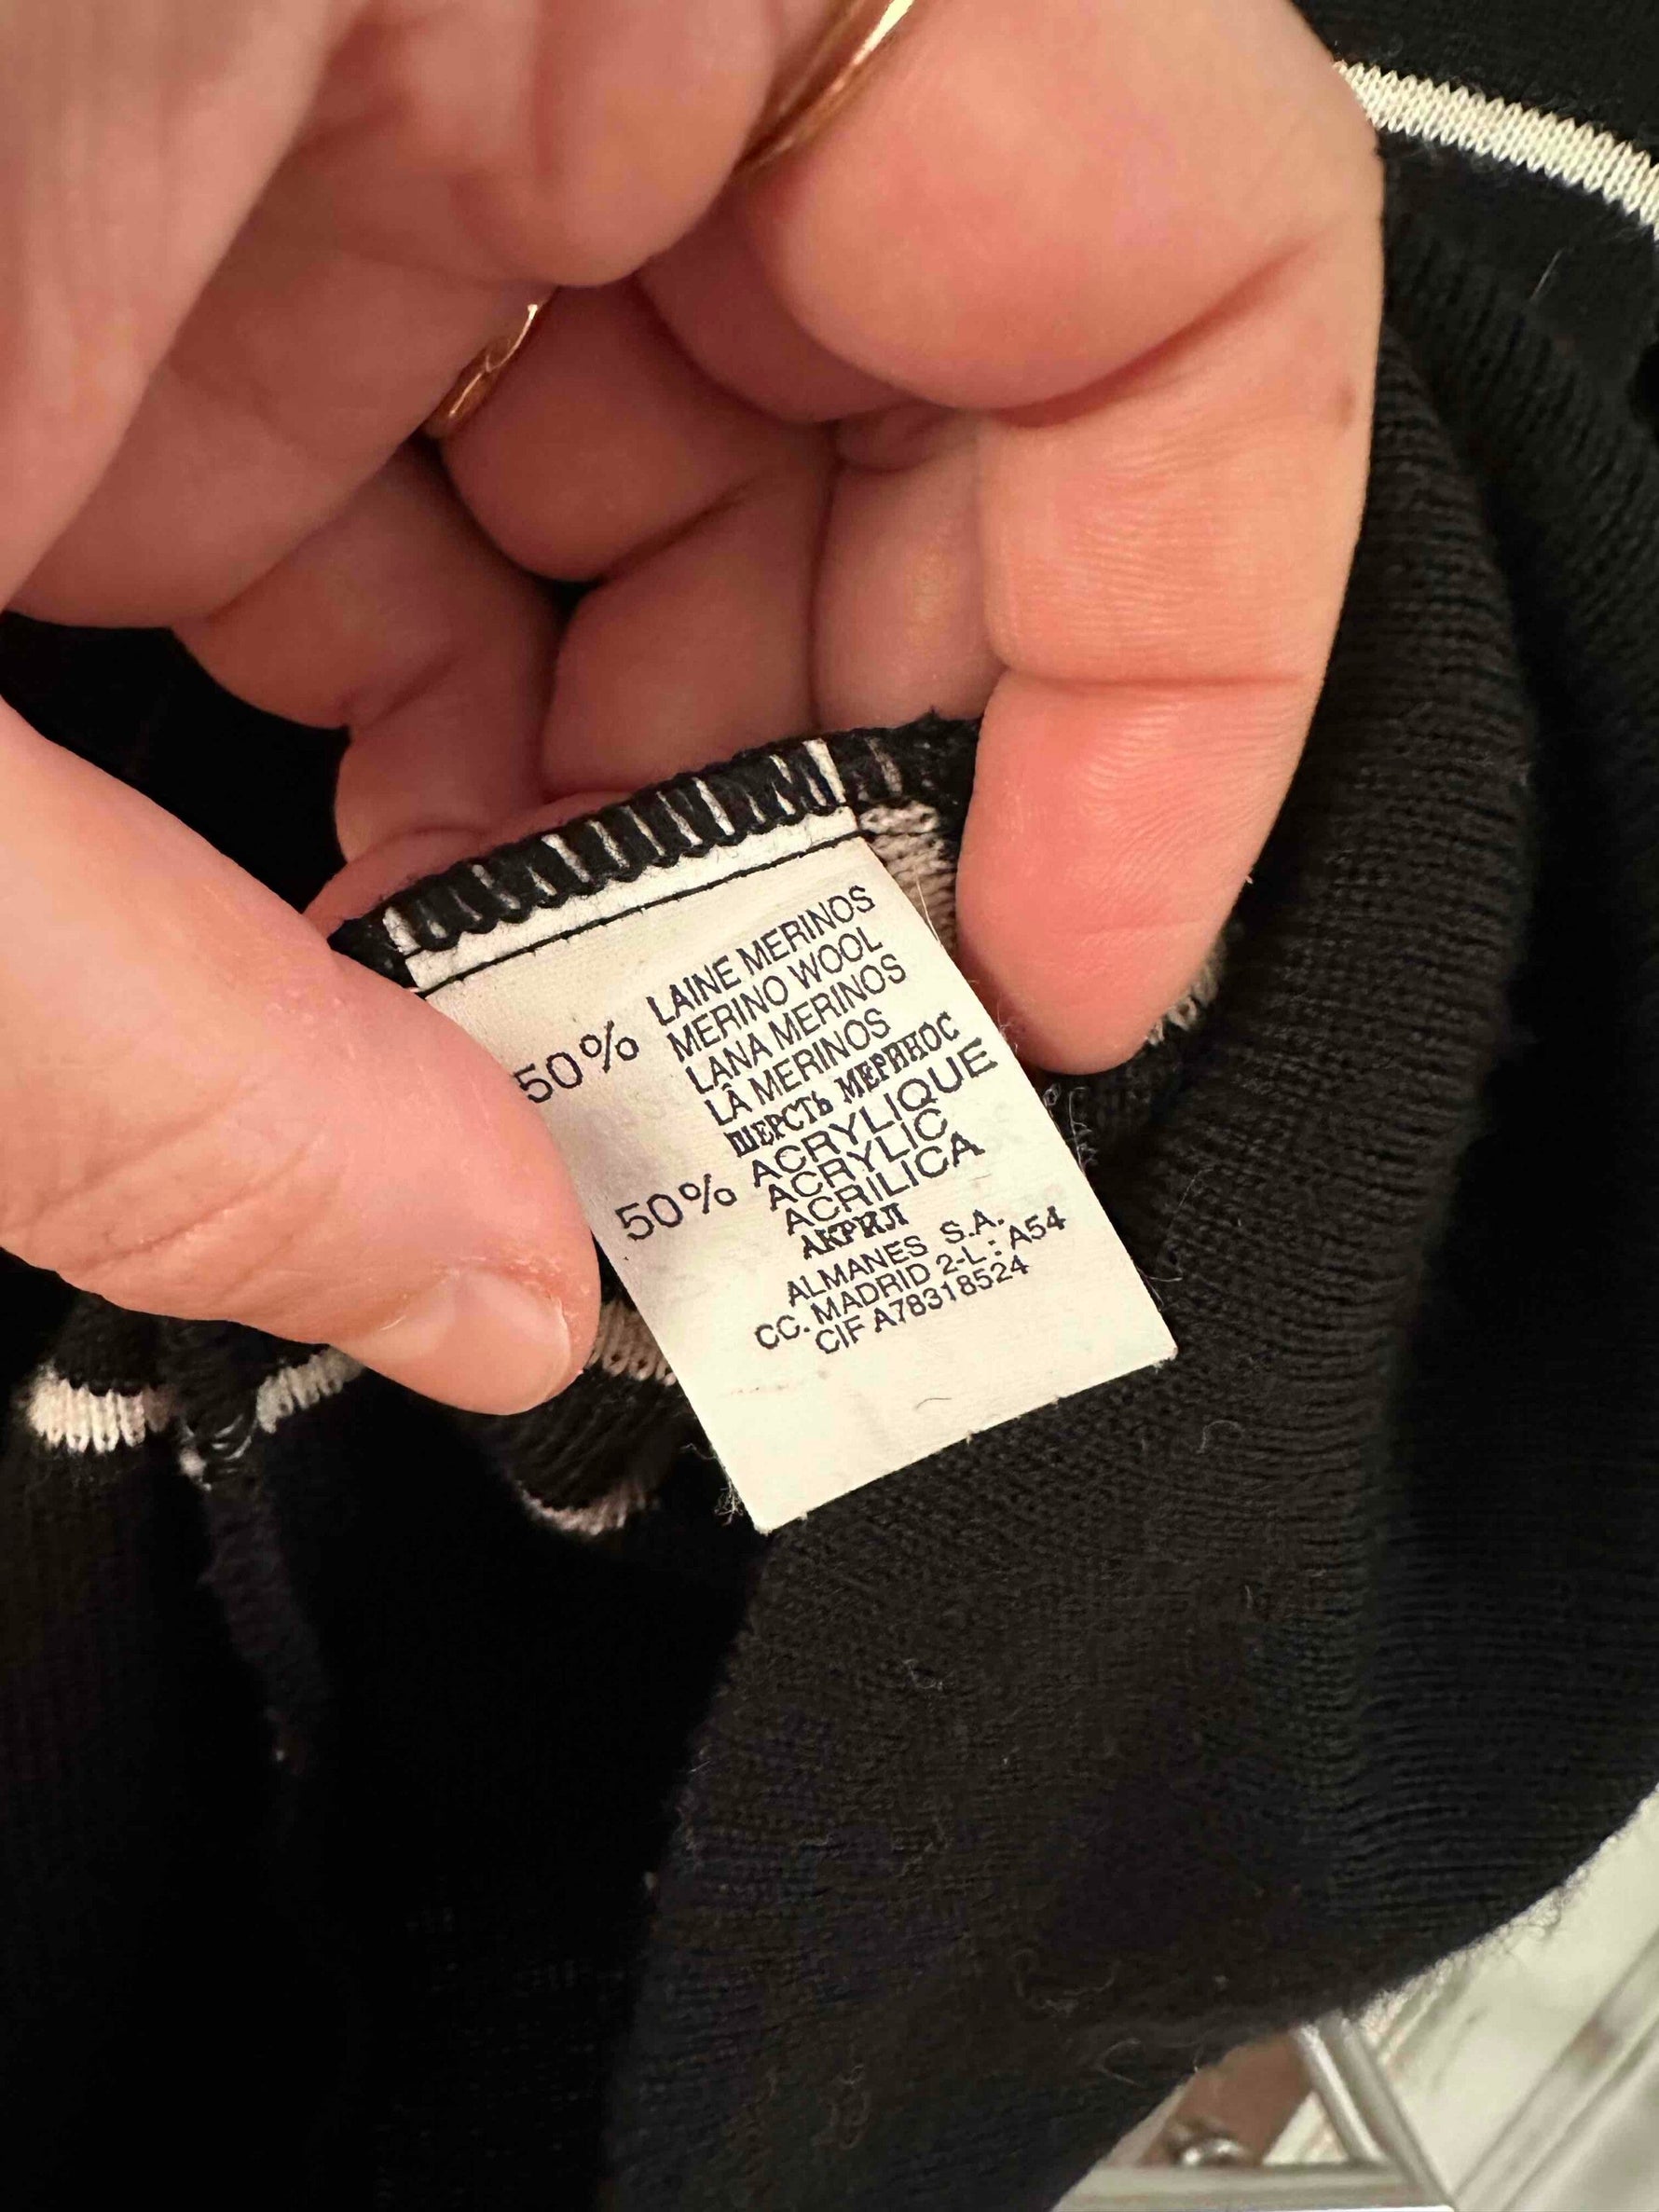 50% LAINE MERINOS
MERINO WOOL
LANA MERINOS
LÂ MERINOS
ШЕРСТЬ МЕРИНОС
50% ACRYLIQUE
ACRYLIC
ACRILICA
АКРИЛ
ALMANES S.A.
CC. MADRID 2-L: A54
CIF A78318524